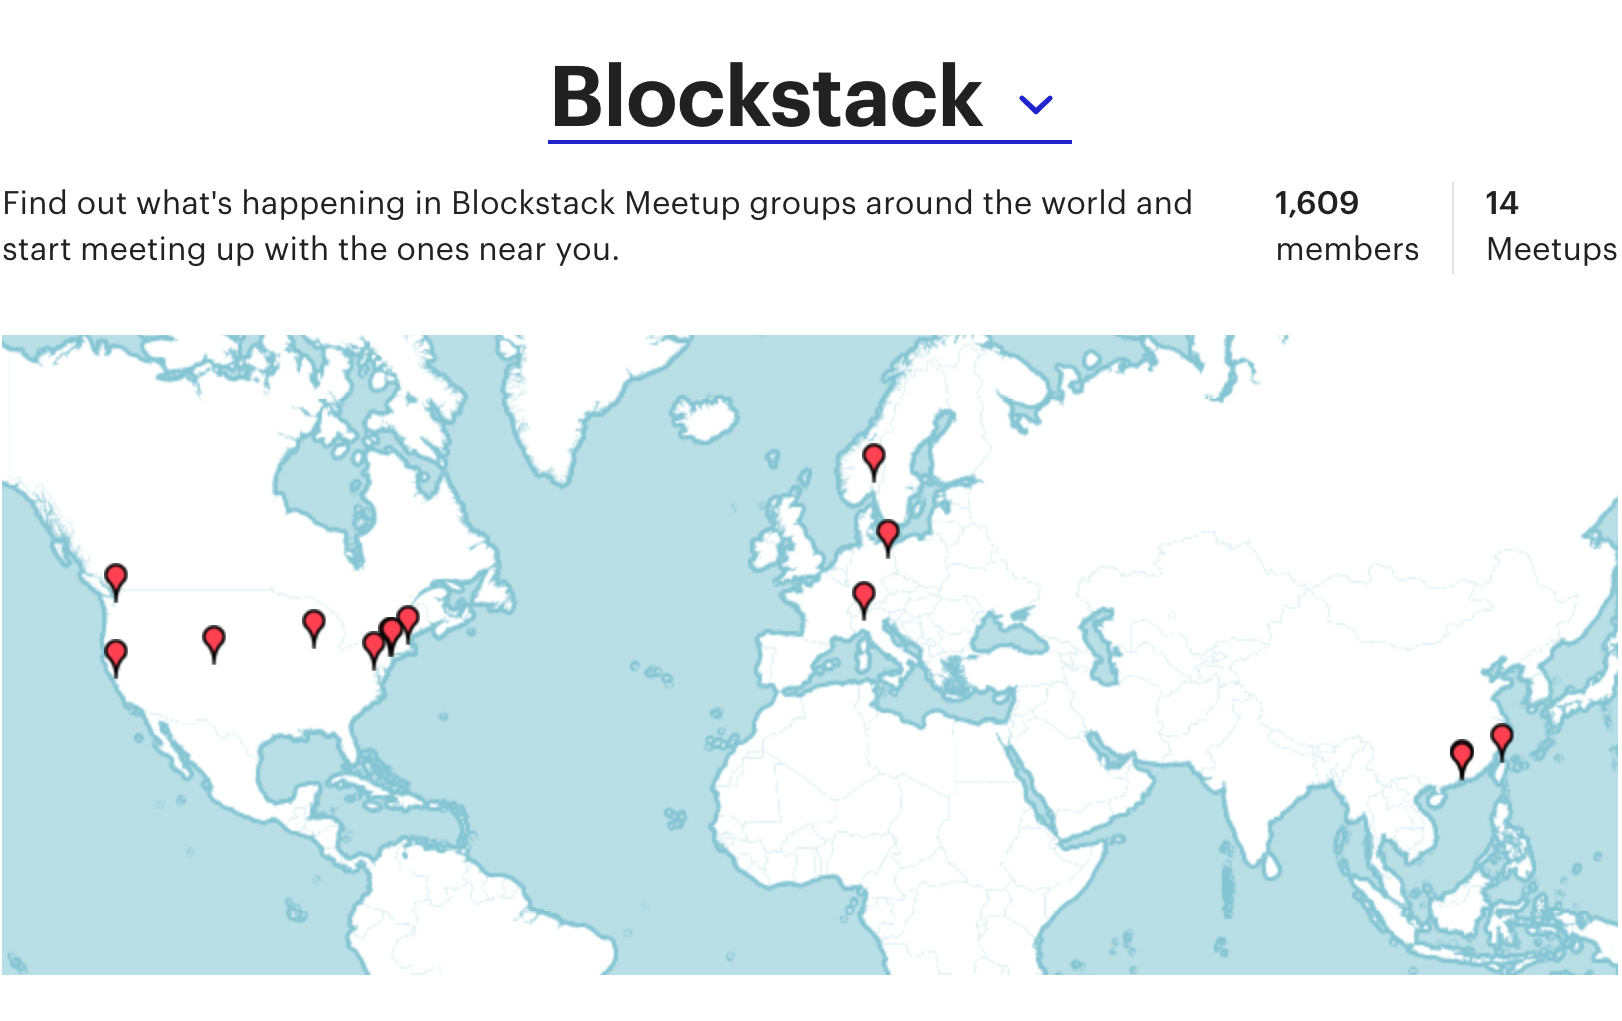 Blockstack
Find out what's happening in Blockstack Meetup groups around the world and
start meeting up with the ones near you.
1,609
members
14
Meetups